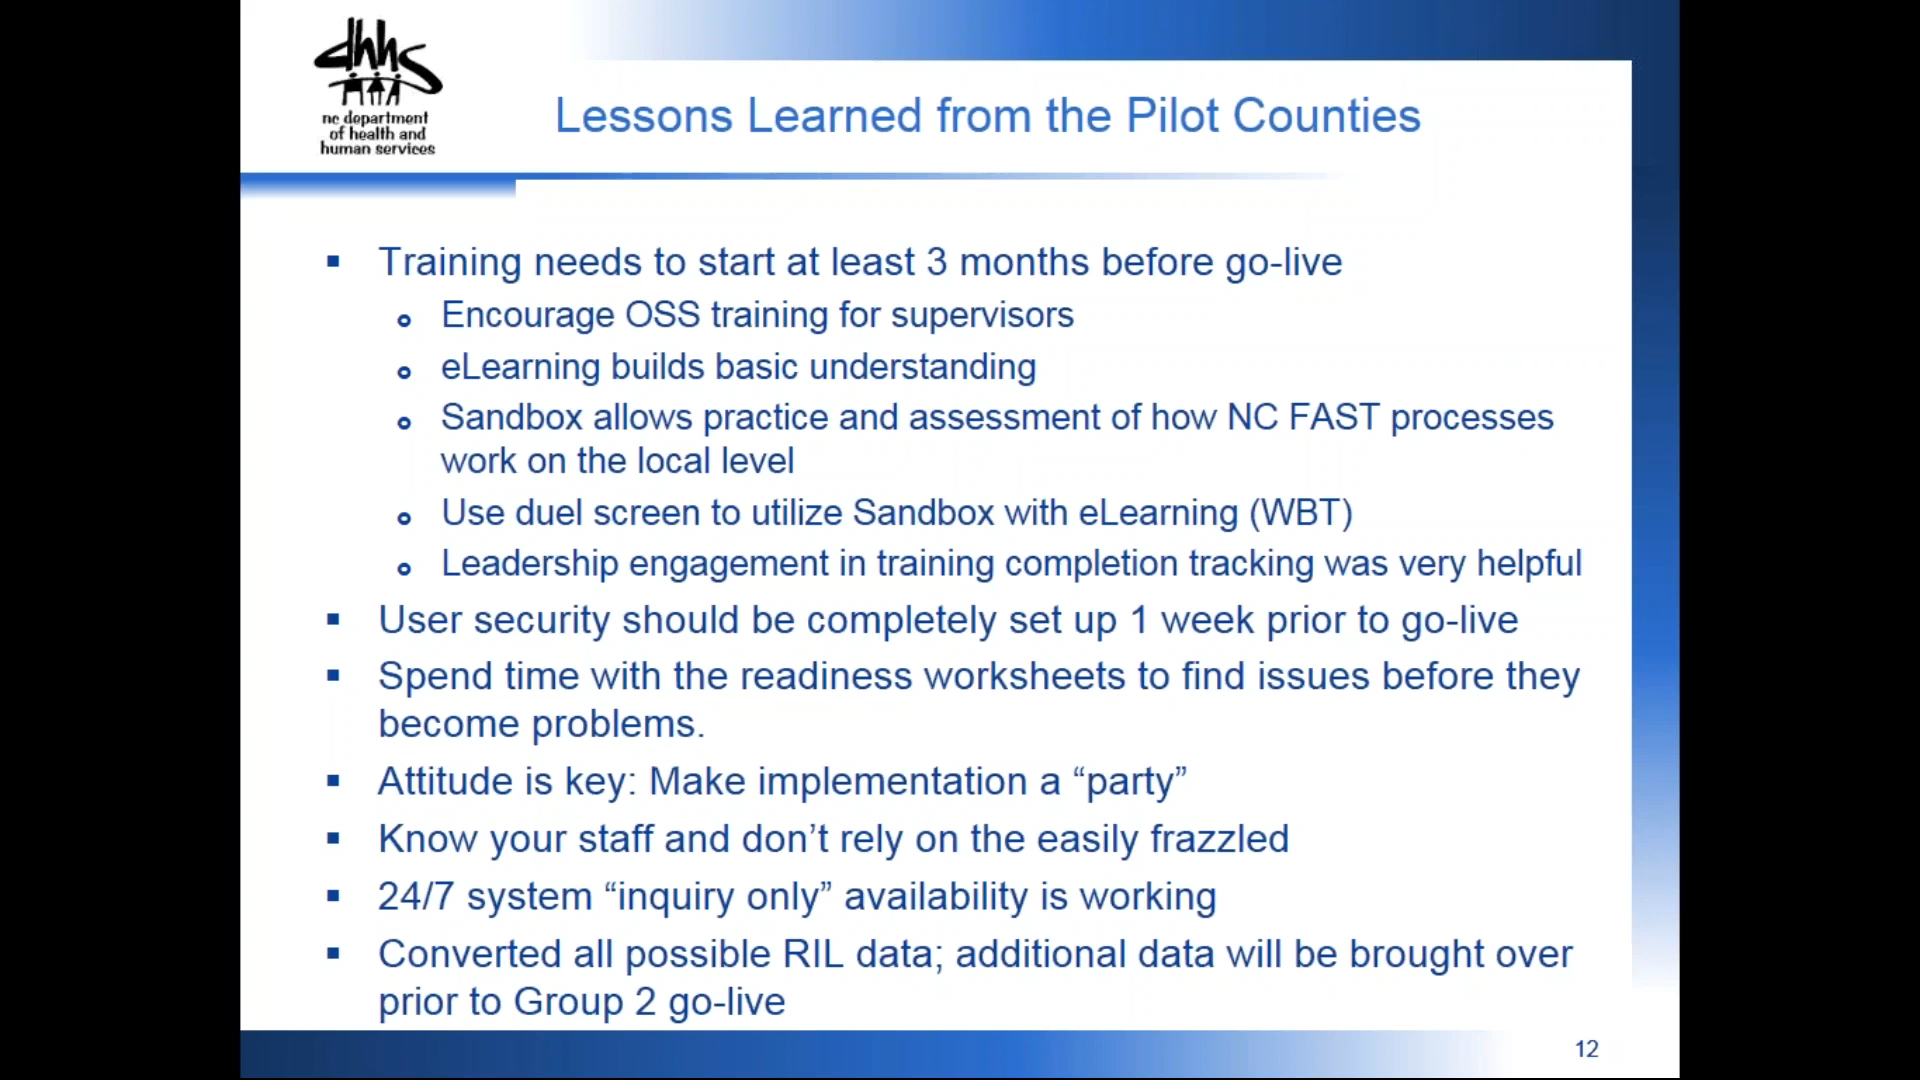 dhhs
nc department
of health and
human services
Lessons Learned from the Pilot Counties
▪ Training needs to start at least 3 months before go-live
o Encourage OSS training for supervisors
o eLearning builds basic understanding
o Sandbox allows practice and assessment of how NC FAST processes
work on the local level
o Use duel screen to utilize Sandbox with eLearning (WBT)
o Leadership engagement in training completion tracking was very helpful
▪ User security should be completely set up 1 week prior to go-live
▪ Spend time with the readiness worksheets to find issues before they
become problems.
▪ Attitude is key: Make implementation a “party”
▪ Know your staff and don’t rely on the easily frazzled
▪ 24/7 system “inquiry only” availability is working
▪ Converted all possible RIL data; additional data will be brought over
prior to Group 2 go-live
12